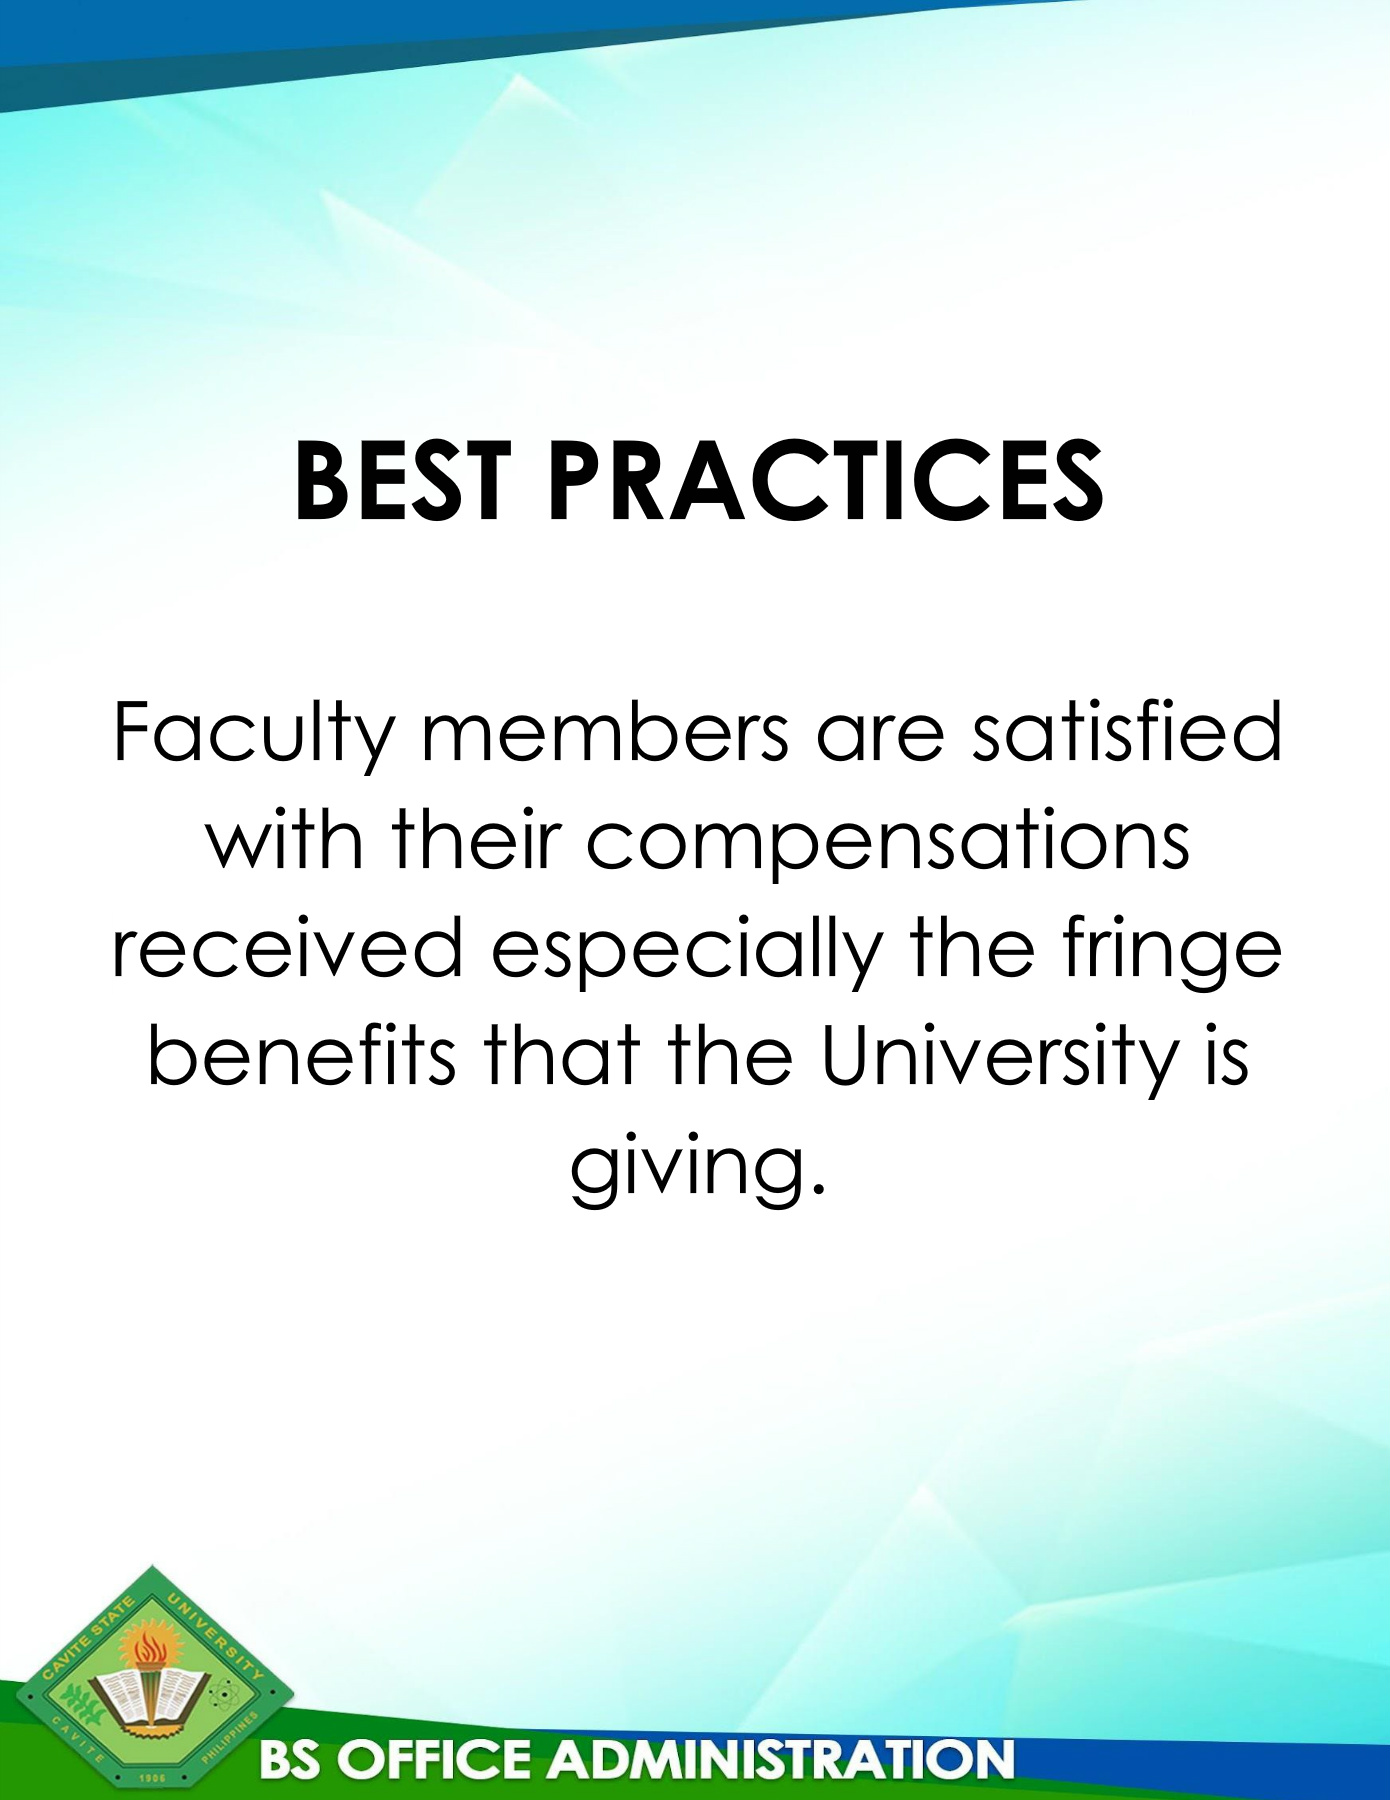 BEST PRACTICES
Faculty members are satisfied
with their compensations
received especially the fringe
benefits that the University is
giving.
CAVITE STATE UNIVERSITY
CAVITE
PHILIPPINES
1906
BS OFFICE ADMINISTRATION